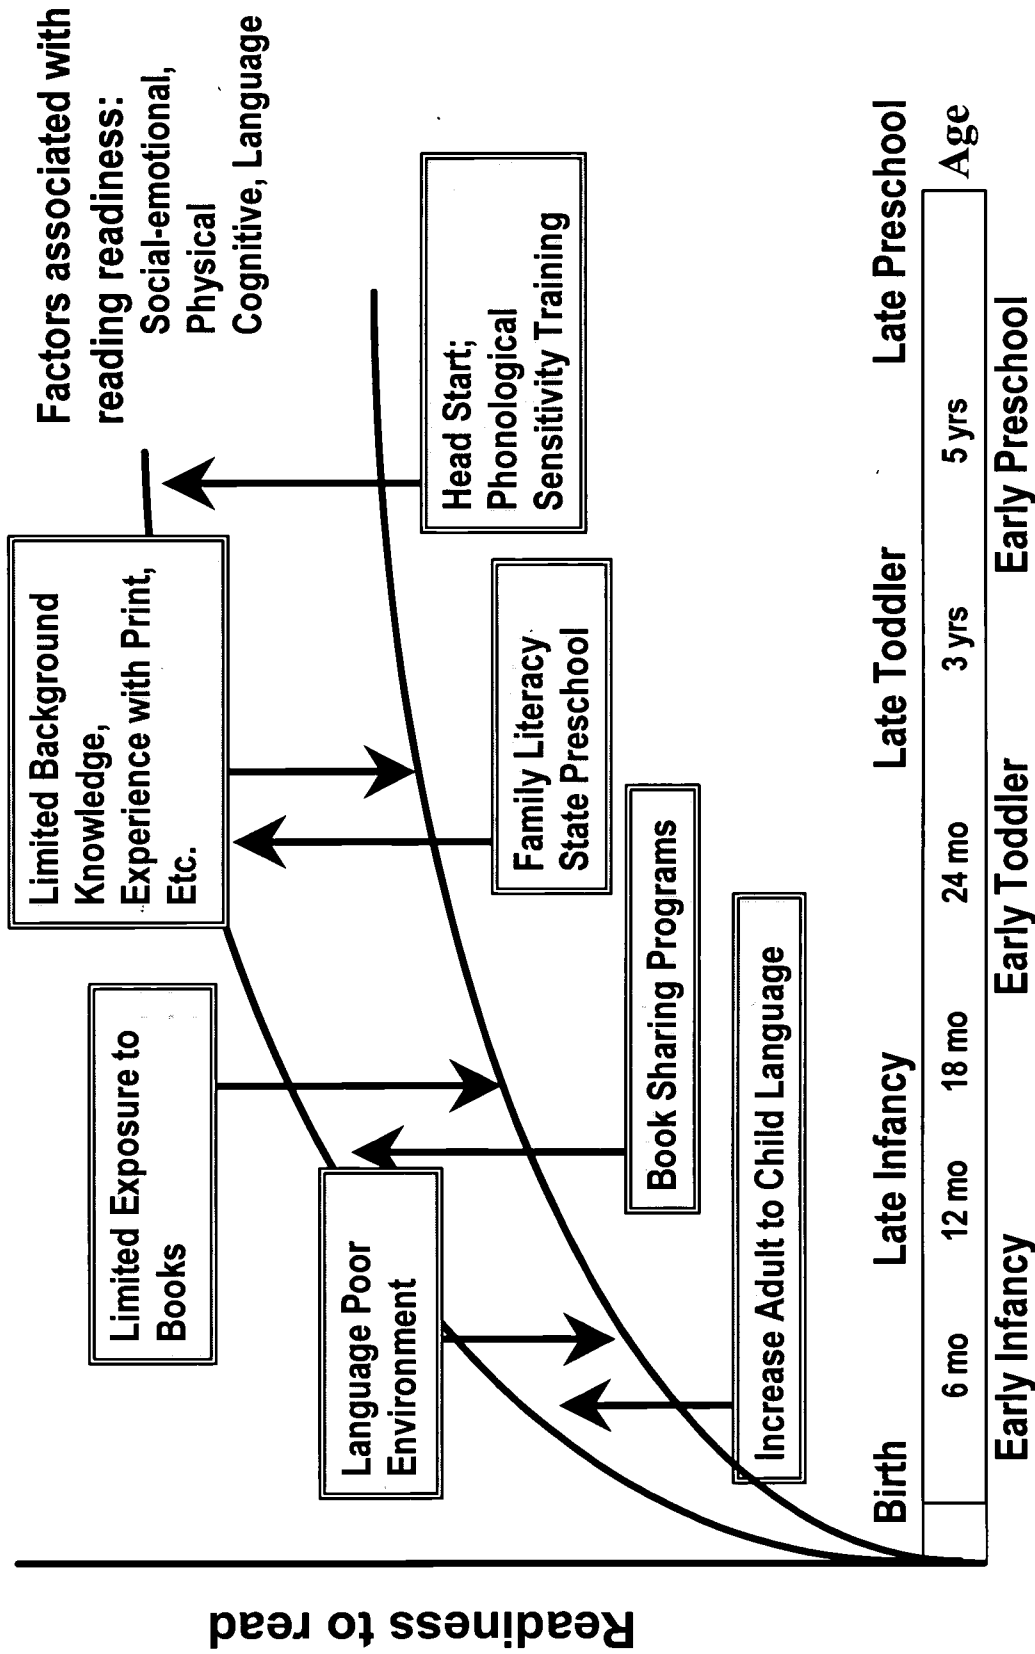 Factors associated with
reading readiness:
Social-emotional,
Physical
Cognitive, Language
Limited Background
Knowledge,
Experience with Print,
Etc.
Limited Exposure to
Books
Language Poor
Environment
Head Start;
Phonological
Sensitivity Training
Family Literacy
State Preschool
Book Sharing Programs
Increase Adult to Child Language
Readiness to read
Birth
Late Infancy
Late Toddler
Late Preschool
6 mo
12 mo
18 mo
24 mo
3 yrs
5 yrs
Age
Early Infancy
Early Toddler
Early Preschool